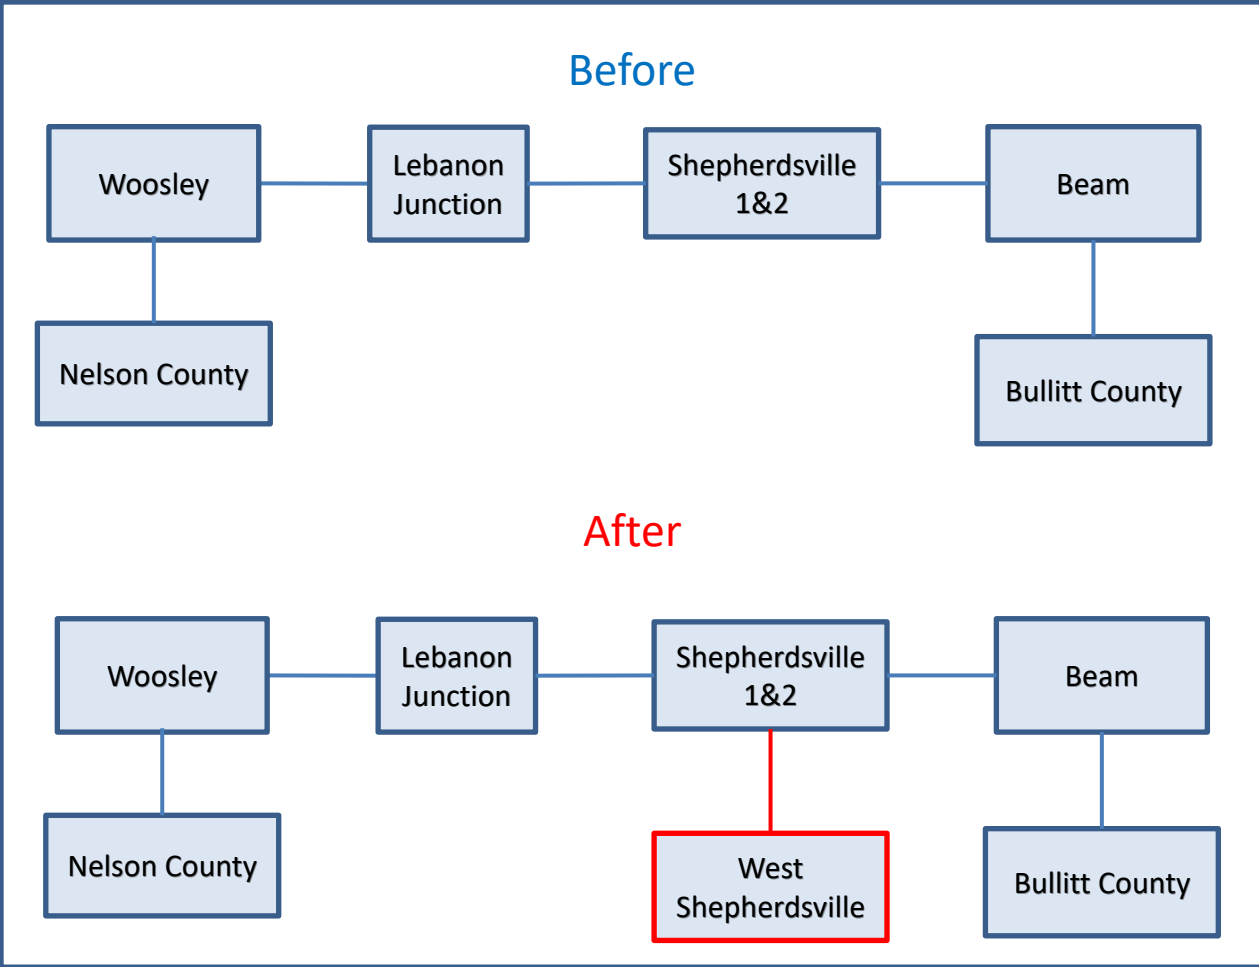 Before
Woosley
Lebanon
Junction
Shepherdsville
1&2
Beam
Nelson County
Bullitt County
After
Woosley
Lebanon
Junction
Shepherdsville
1&2
Beam
Nelson County
West
Shepherdsville
Bullitt County